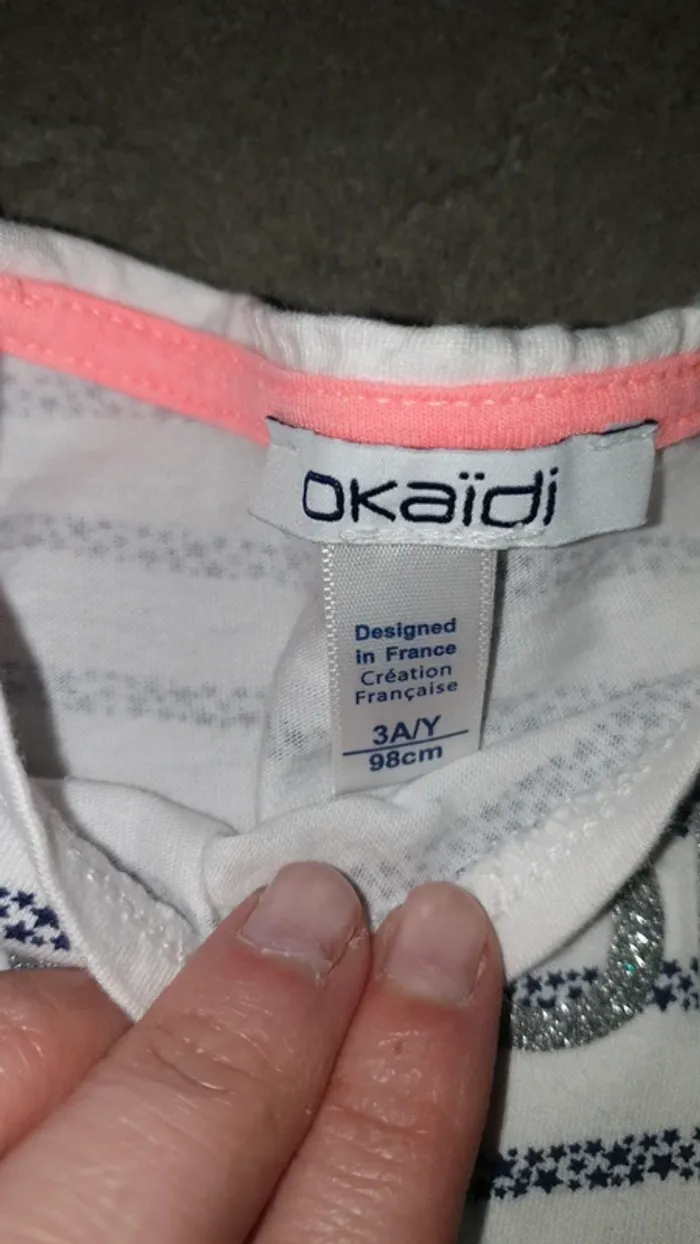 okaïdi
Designed
in France
Création
Française
3A/Y
98cm